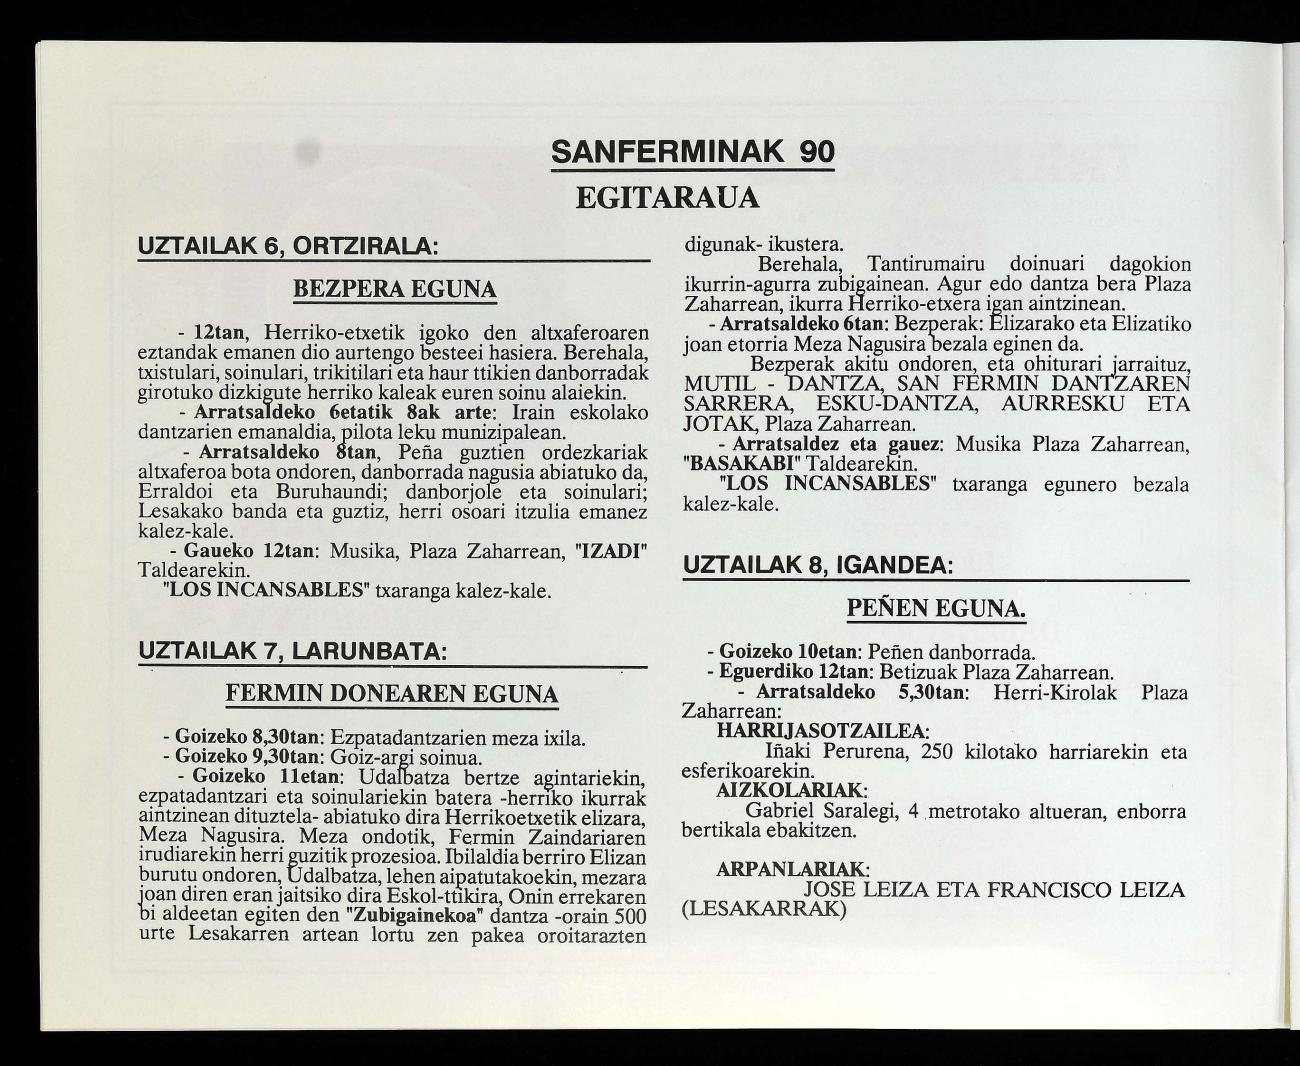 SANFERMINAK 90
EGITARAUA
UZTAILAK 6, ORTZIRALA:
BEZPERA EGUNA
- 12tan, Herriko-etxetik igoko den altxaferoaren
eztandak emanen dio aurtengo besteei hasiera. Berehala,
txistulari, soinulari, trikitilari eta haur ttikien danborradak
girotuko dizkigute herriko kaleak euren soinu alaiekin.
- Arratsaldeko 6etatik 8ak arte: Irain eskolako
dantzarien emanaldia, pilota leku munizipalean.
- Arratsaldeko 8tan, Peña guztien ordezkariak
altxaferoa bota ondoren, danborrada nagusia abiatuko da,
Erraldoi eta Buruhaundi; danborjole eta soinulari;
Lesakako banda eta guztiz, herri osoari itzulia emanez
kalez-kale.
- Gaueko 12tan: Musika, Plaza Zaharrean, "IZADI"
Taldearekin.
"LOS INCANSABLES" txaranga kalez-kale.
UZTAILAK 7, LARUNBATA:
FERMIN DONEAREN EGUNA
- Goizeko 8,30tan: Ezpatadantzarien meza ixila.
- Goizeko 9,30tan: Goiz-argi soinua.
- Goizeko 11etan: Udalbatza bertze agintariekin,
ezpatadantzari eta soinulariekin batera -herriko ikurrak
aintzinean dituztela- abiatuko dira Herrikoetxetik elizara,
Meza Nagusira. Meza ondotik, Fermin Zaindariaren
irudiarekin herri guzitik prozesioa. Ibilaldia berriro Elizan
burutu ondoren, Udalbatza, lehen aipatutakoekin, mezara
joan diren eran jaitsiko dira Eskol-ttikira, Onin errekaren
bi aldeetan egiten den "Zubigainekoa" dantza -orain 500
urte Lesakarren artean lortu zen pakea oroitarazten
digunak- ikustera.
Berehala, Tantirumairu doinuari dagokion
ikurrin-agurra zubigainean. Agur edo dantza bera Plaza
Zaharrean, ikurra Herriko-etxera igan aintzinean.
- Arratsaldeko 6tan: Bezperak: Elizarako eta Elizatiko
joan etorria Meza Nagusira bezala eginen da.
Bezperak akitu ondoren, eta ohiturari jarraituz,
MUTIL - DANTZA, SAN FERMIN DANTZAREN
SARRERA, ESKU-DANTZA, AURRESKU ETA
JOTAK, Plaza Zaharrean.
- Arratsaldez eta gauez: Musika Plaza Zaharrean,
"BASAKABI" Taldearekin.
"LOS INCANSABLES" txaranga egunero bezala
kalez-kale.
UZTAILAK 8, IGANDEA:
PEÑEN EGUNA.
- Goizeko 10etan: Peñen danborrada.
- Eguerdiko 12tan: Betizuak Plaza Zaharrean.
- Arratsaldeko 5,30tan: Herri-Kirolak Plaza
Zaharrean:
HARRIJASOTZAILEA:
Iñaki Perurena, 250 kilotako harriarekin eta
esferikoarekin.
AIZKOLARIAK:
Gabriel Saralegi, 4 metrotako altueran, enborra
bertikala ebakitzen.
ARPANLARIAK:
JOSE LEIZA ETA FRANCISCO LEIZA
(LESAKARRAK)